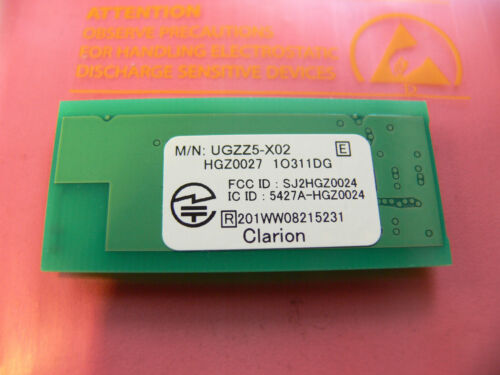 ATTENTION
OBSERVE PRECAUTIONS
FOR HANDLING ELECTROSTATIC
DISCHARGE SENSITIVE DEVICES
M/N: UGZZ5-X02 E
HGZ0027 1O311DG
FCC ID : SJ2HGZ0024
IC ID : 5427A-HGZ0024
R 201WW08215231
Clarion